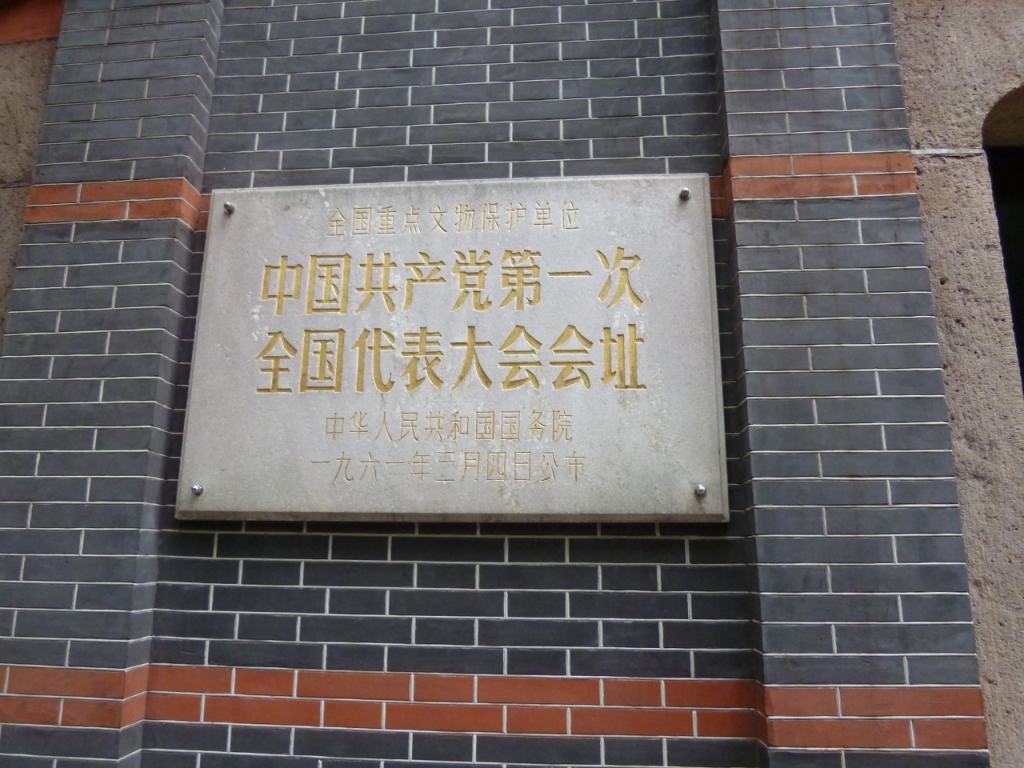 全国重点文物保护单位
中国共产党第一次
全国代表大会会址
中华人民共和国国务院
一九六一年三月四日公布